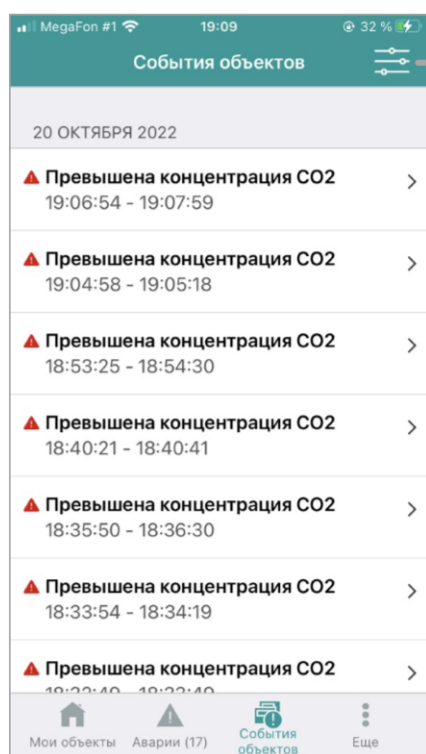 MegaFon #1 19:09 32 %
События объектов
20 ОКТЯБРЯ 2022
Превышена концентрация CO2
19:06:54 - 19:07:59
Превышена концентрация CO2
19:04:58 - 19:05:18
Превышена концентрация CO2
18:53:25 - 18:54:30
Превышена концентрация CO2
18:40:21 - 18:40:41
Превышена концентрация CO2
18:35:50 - 18:36:30
Превышена концентрация CO2
18:33:54 - 18:34:19
Превышена концентрация CO2
Мои объекты Аварии (17) События объектов Еще